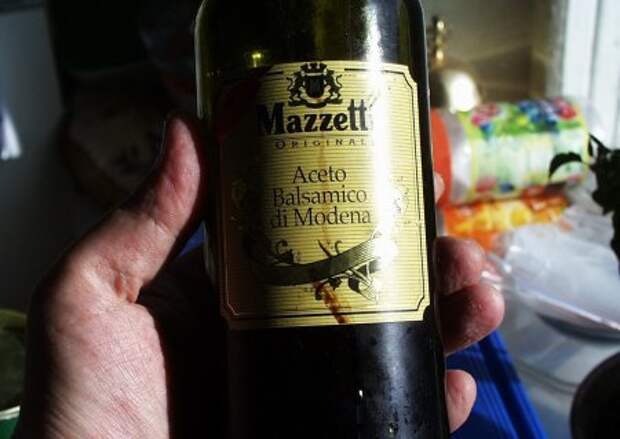 Mazzetti
ORIGINALE
Aceto
Balsamico
di Modena